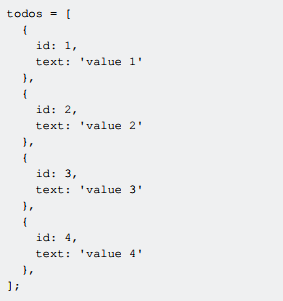 todos = [
  {
    id: 1,
    text: 'value 1'
  },
  {
    id: 2,
    text: 'value 2'
  },
  {
    id: 3,
    text: 'value 3'
  },
  {
    id: 4,
    text: 'value 4'
  },
];